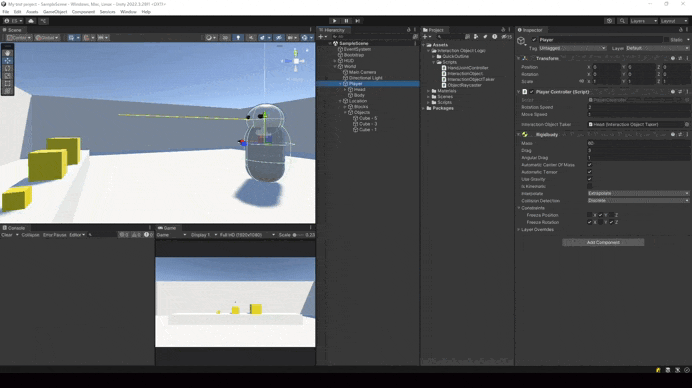 My test project - SampleScene - Windows, Mac, Linux - Unity 2022.3.29f1 <DX11>
File Edit Assets GameObject Component Services Window Help
Layers Layout
Scene
Center Global
2D
Console
Clear Collapse Error Pause Editor
Game
Game Display 1 Full HD (1920x1080) Scale
Hierarchy
SampleScene
EventSystem
Bootstrap
HUD
World
Main Camera
Directional Light
Player
Head
Body
Location
Blocks
Objects
Cube - 5
Cube - 3
Cube - 1
Project
Assets
Interaction Object Logic
QuickOutline
Scripts
InteractionObject
InteractionObjectTaker
ObjectRaycaster
Materials
Scenes
Scripts
Packages
Inspector
Player Static
Tag Untagged Layer Default
Transform
Position X 0 Y 0 Z 0
Rotation X 0 Y 0 Z 0
Scale X 1 Y 1 Z 1
Player Controller (Script)
Script
Rotation Speed 2
Move Speed
Interaction Object Taker Head (Interaction Object Taker)
Rigidbody
Mass 60
Drag
Angular Drag
Automatic Center Of Mass
Automatic Tensor
Use Gravity
Is Kinematic
Interpolate Extrapolate
Collision Detection Discrete
Constraints
Freeze Position X Y Z
Freeze Rotation X Y Z
Layer Overrides
Add Component